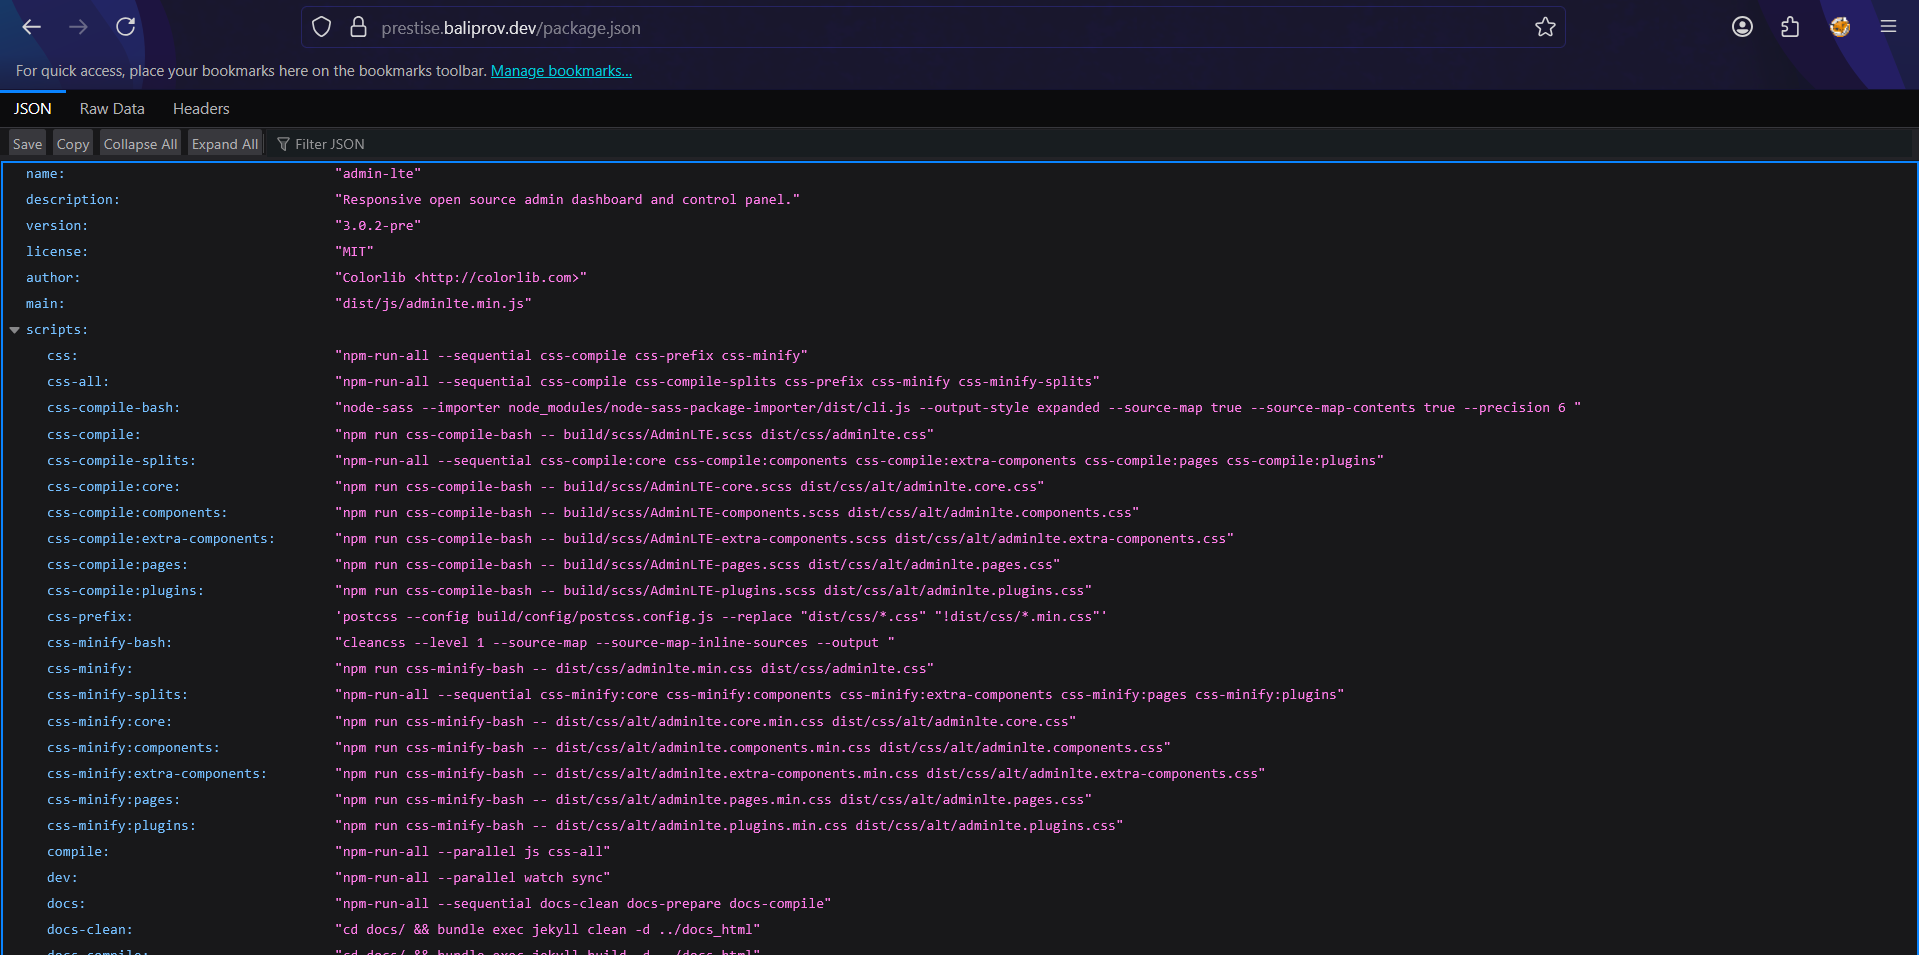 prestise.baliprov.dev/package.json
For quick access, place your bookmarks here on the bookmarks toolbar. Manage bookmarks...
JSON Raw Data Headers
Save Copy Collapse All Expand All Filter JSON
name: "admin-lte"
description: "Responsive open source admin dashboard and control panel."
version: "3.0.2-pre"
license: "MIT"
author: "Colorlib <http://colorlib.com>"
main: "dist/js/adminlte.min.js"
scripts:
css: "npm-run-all --sequential css-compile css-prefix css-minify"
css-all: "npm-run-all --sequential css-compile css-compile-splits css-prefix css-minify css-minify-splits"
css-compile-bash: "node-sass --importer node_modules/node-sass-package-importer/dist/cli.js --output-style expanded --source-map true --source-map-contents true --precision 6 "
css-compile: "npm run css-compile-bash -- build/scss/AdminLTE.scss dist/css/adminlte.css"
css-compile-splits: "npm-run-all --sequential css-compile:core css-compile:components css-compile:extra-components css-compile:pages css-compile:plugins"
css-compile:core: "npm run css-compile-bash -- build/scss/AdminLTE-core.scss dist/css/alt/adminlte.core.css"
css-compile:components: "npm run css-compile-bash -- build/scss/AdminLTE-components.scss dist/css/alt/adminlte.components.css"
css-compile:extra-components: "npm run css-compile-bash -- build/scss/AdminLTE-extra-components.scss dist/css/alt/adminlte.extra-components.css"
css-compile:pages: "npm run css-compile-bash -- build/scss/AdminLTE-pages.scss dist/css/alt/adminlte.pages.css"
css-compile:plugins: "npm run css-compile-bash -- build/scss/AdminLTE-plugins.scss dist/css/alt/adminlte.plugins.css"
css-prefix: 'postcss --config build/config/postcss.config.js --replace "dist/css/*.css" "!dist/css/*.min.css"'
css-minify-bash: "cleancss --level 1 --source-map --source-map-inline-sources --output "
css-minify: "npm run css-minify-bash -- dist/css/adminlte.min.css dist/css/adminlte.css"
css-minify-splits: "npm-run-all --sequential css-minify:core css-minify:components css-minify:extra-components css-minify:pages css-minify:plugins"
css-minify:core: "npm run css-minify-bash -- dist/css/alt/adminlte.core.min.css dist/css/alt/adminlte.core.css"
css-minify:components: "npm run css-minify-bash -- dist/css/alt/adminlte.components.min.css dist/css/alt/adminlte.components.css"
css-minify:extra-components: "npm run css-minify-bash -- dist/css/alt/adminlte.extra-components.min.css dist/css/alt/adminlte.extra-components.css"
css-minify:pages: "npm run css-minify-bash -- dist/css/alt/adminlte.pages.min.css dist/css/alt/adminlte.pages.css"
css-minify:plugins: "npm run css-minify-bash -- dist/css/alt/adminlte.plugins.min.css dist/css/alt/adminlte.plugins.css"
compile: "npm-run-all --parallel js css-all"
dev: "npm-run-all --parallel watch sync"
docs: "npm-run-all --sequential docs-clean docs-prepare docs-compile"
docs-clean: "cd docs/ && bundle exec jekyll clean -d ../docs_html"
docs-compile: "cd docs/ && bundle exec jekyll build -d ../docs_html"